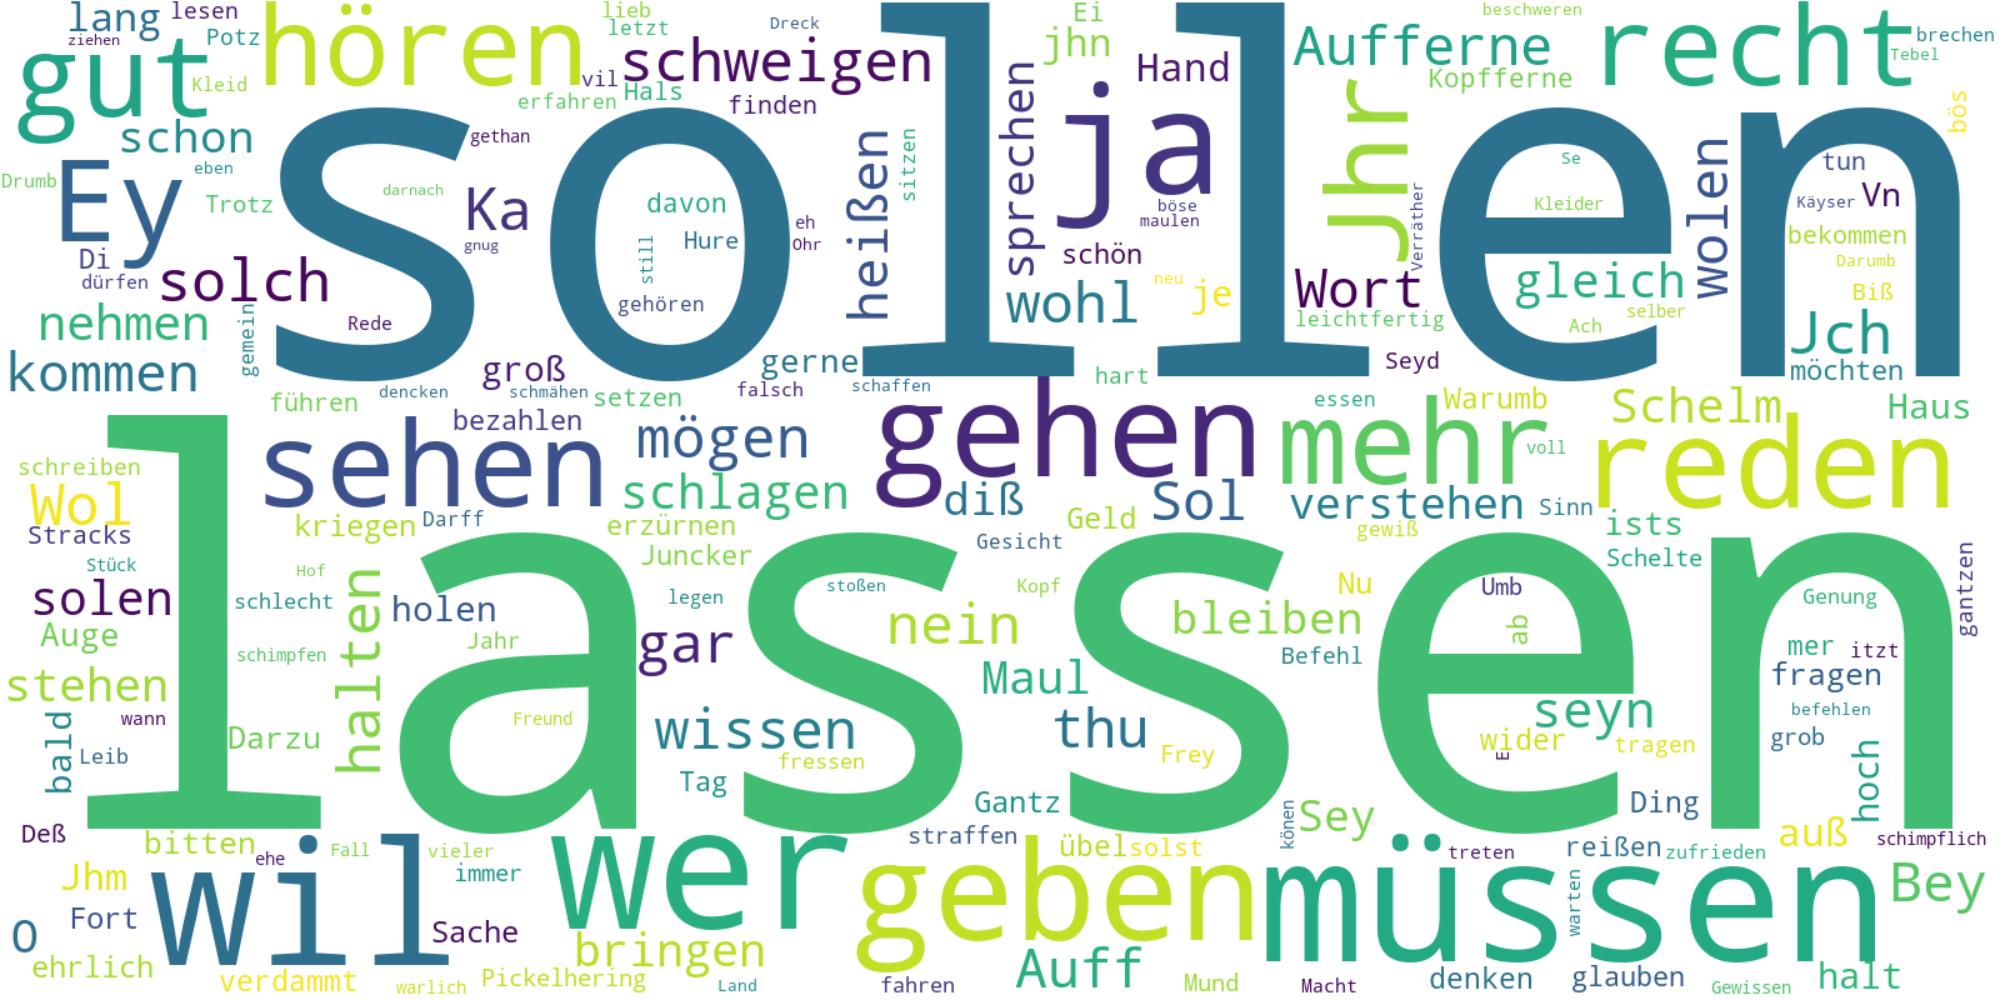 lang
lesen
ziehen
Potz
gut
Kleid
hören
vil
lieb
letzt
Dreck
schweigen
Hals
erfahren
finden
Ei
jhn
Hand
Aufferne
Kopfferne
beschweren
recht
brechen
Tebel
schon
eben
Drumb
Ey
Trotz
Di
dürfen
solch
nehmen
kommen
gemein
Rede
sollen
gethan
darnach
Ka
gnug
davon
still
Hure
gehören
eh
Ohr
heißen
sitzen
sprechen
ja
böse
maulen
schön
neu
je
wohl
Jhr
Verräther
Wort
leichtfertig
Se
Kleider
gleich
selber
Ach
wolen
bös
tun
Käyser
Vn
bekommen
Darumb
Biß
Jch
möchten
groß
gerne
dencken
schmähen
setzen
falsch
schaffen
führen
bezahlen
hart
Seyd
essen
Warumb
Schelm
Haus
sehen
mögen
gehen
mehr
voll
reden
schreiben
Wol
Stracks
schlagen
diß
Sol
verstehen
Sinn
kriegen
Darff
erzürnen
Geld
gewiß
ists
Juncker
Gesicht
Schelte
Stück
solen
Hof
schlecht
Auge
schimpfen
halten
holen
Jahr
lassen
legen
stoßen
Kopf
gar
nein
bleiben
Nu
Umb
ab
Befehl
Genung
gantzen
mer
itzt
fragen
stehen
Maul
seyn
befehlen
wann
bald
Leib
Darzu
Freund
wissen
fressen
thu
Frey
wider
E
tragen
grob
hoch
Tag
Gantz
Ding
Deß
bitten
ehe
Fall
vieler
straffen
könen
Sey
übel
solst
treten
reißen
zufrieden
auß
schimpflich
Jhm
wil
immer
wer
geben
müssen
warten
Bey
O
Fort
Sache
ehrlich
verdammt
warlich
Pickelhering
bringen
Land
fahren
Auff
Mund
Macht
denken
glauben
Gewissen
halt